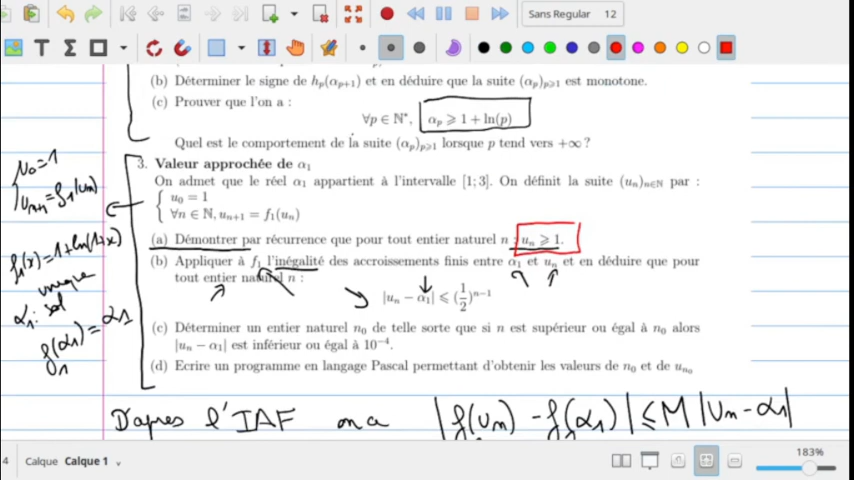 Sans Regular 12
(b) Déterminer le signe de hₚ(αₚ₊₁) et en déduire que la suite (αₚ)ₚ⩾₁ est monotone.
(c) Prouver que l'on a :
∀p ∈ ℕ*, αₚ ⩾ 1 + ln(p)
Quel est le comportement de la suite (αₚ)ₚ⩾₁ lorsque p tend vers +∞ ?
3. Valeur approchée de α₁
On admet que le réel α₁ appartient à l'intervalle [1; 3]. On définit la suite (uₙ)ₙ∈ℕ par :
{ u₀ = 1
∀n ∈ ℕ, uₙ₊₁ = f₁(uₙ)
(a) Démontrer par récurrence que pour tout entier naturel n : uₙ ⩾ 1.
(b) Appliquer à f₁ l'inégalité des accroissements finis entre α₁ et uₙ et en déduire que pour
tout entier naturel n :
|uₙ − α₁| ⩽ (1/2)ⁿ⁻¹
(c) Déterminer un entier naturel n₀ de telle sorte que si n est supérieur ou égal à n₀ alors
|uₙ − α₁| est inférieur ou égal à 10⁻⁴.
(d) Ecrire un programme en langage Pascal permettant d'obtenir les valeurs de n₀ et de uₙ₀
u₀=1
uₙ₊₁=f₁(uₙ)
f₁(x)=1+ln(1+x)
unique
α₁: sol
f₁(α₁)=α1
D'apres l'IAF on a |f(uₙ) − f₁(α₁)| ⩽ M |uₙ − α₁|
4 Calque Calque 1
183%